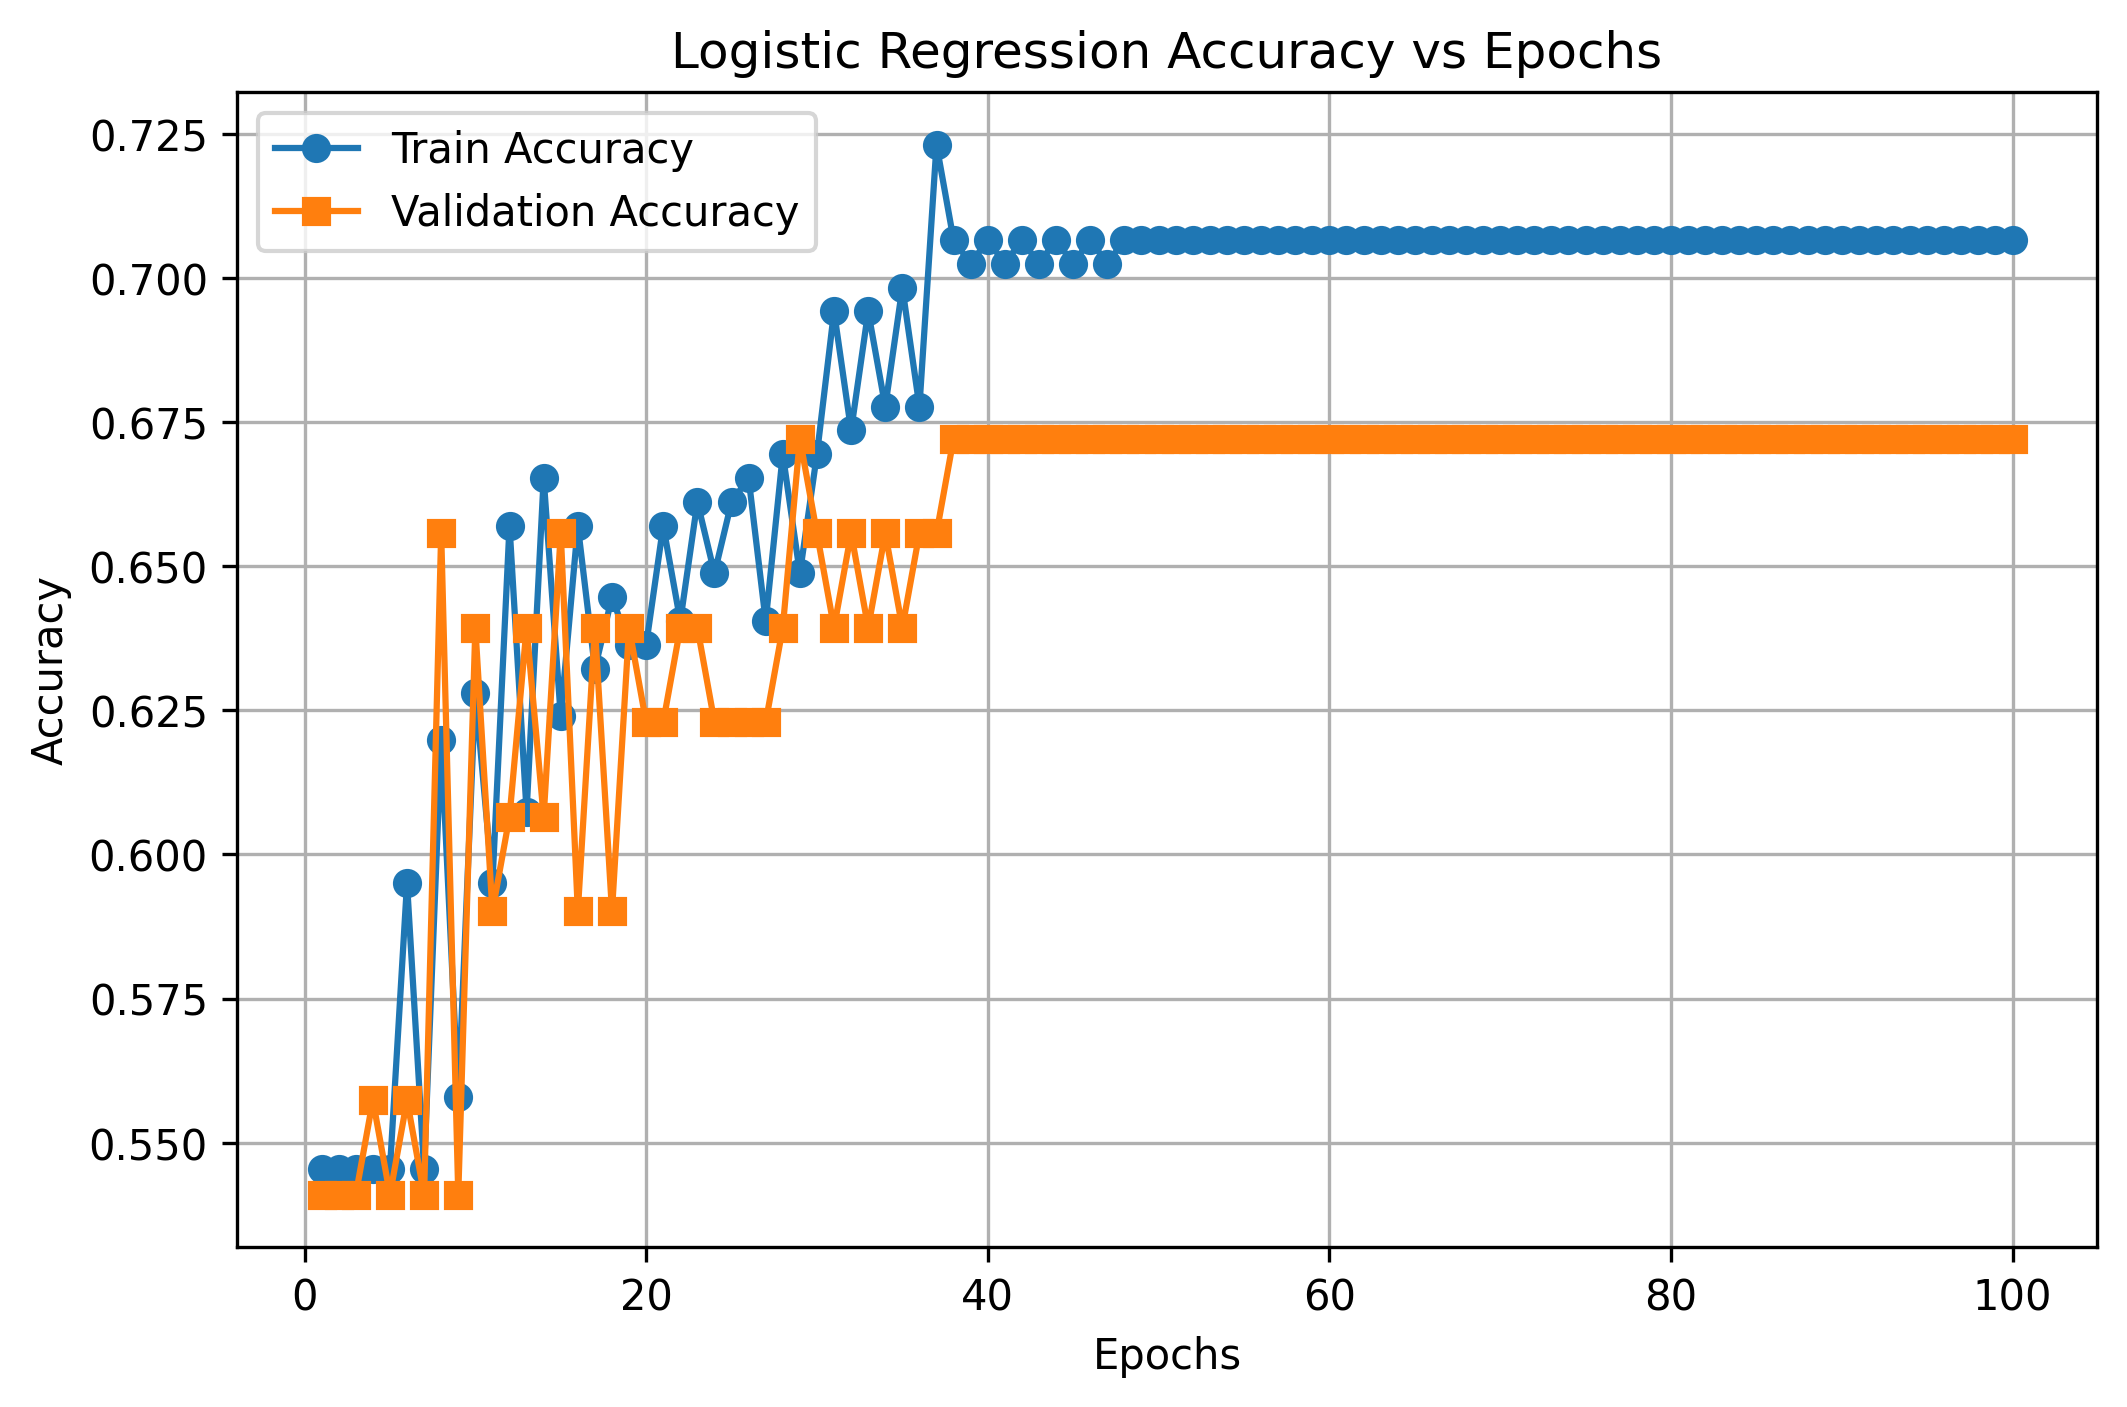 Logistic Regression Accuracy vs Epochs
Train Accuracy
Validation Accuracy
Accuracy
0.725
0.700
0.675
0.650
0.625
0.600
0.575
0.550
0 20 40 60 80 100
Epochs